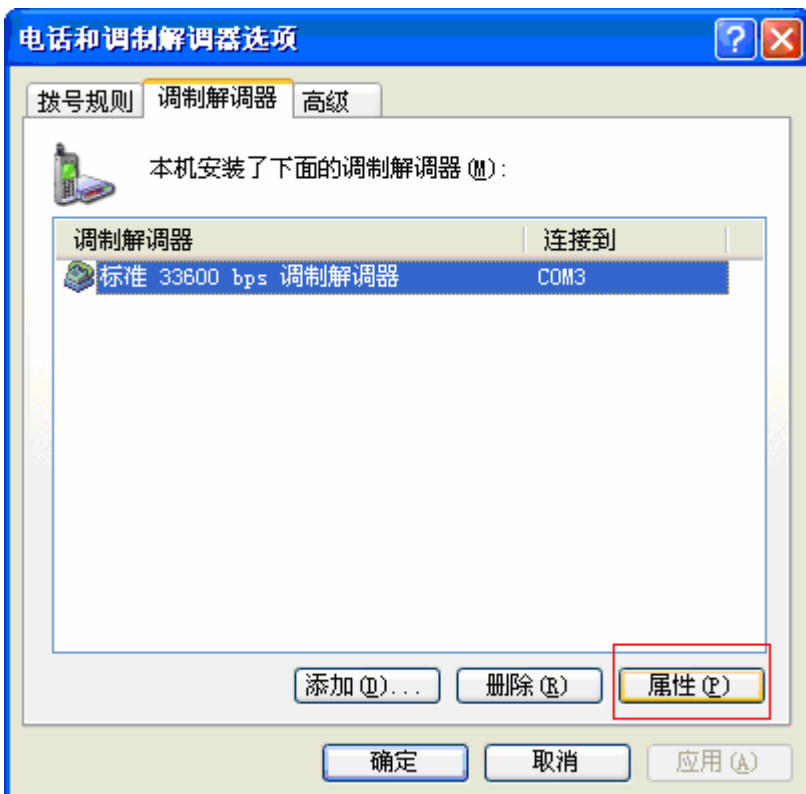 电话和调制解调器选项
拨号规则 调制解调器 高级
本机安装了下面的调制解调器(M):
调制解调器 连接到
标准 33600 bps 调制解调器 COM3
添加(D)... 删除(R) 属性(P)
确定 取消 应用(A)